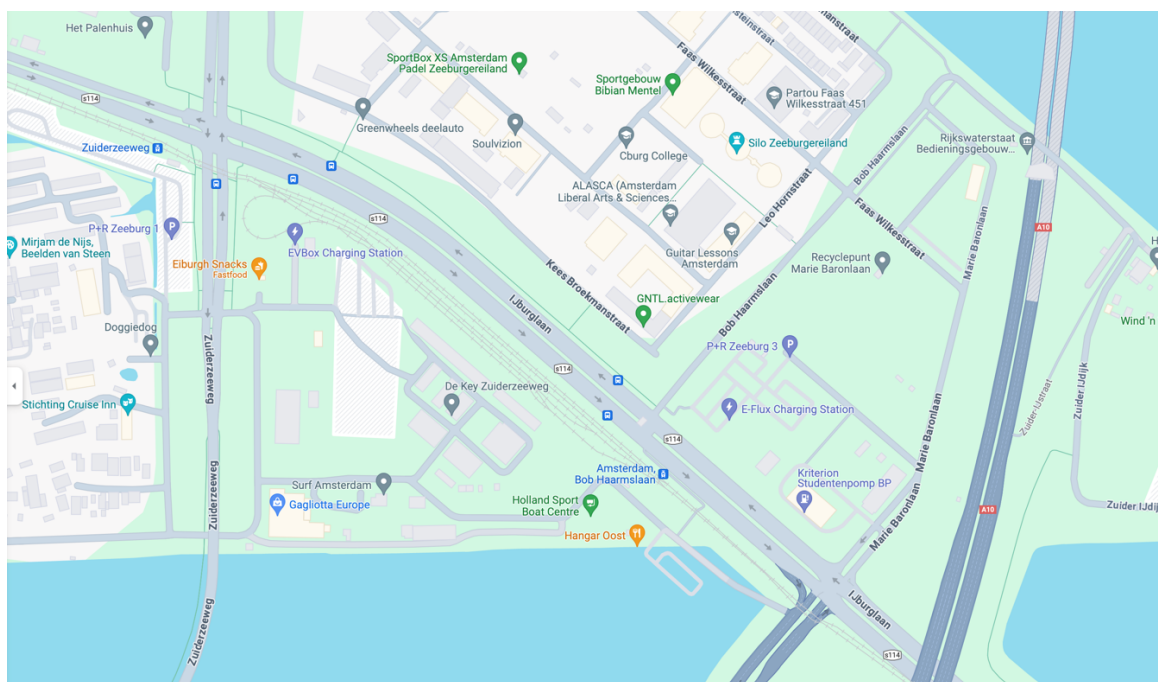 Het Palenhuis
SportBox XS Amsterdam
Padel Zeeburgereiland
Faas Wilkesstraat
Sportgebouw
Bibian Mentel
Partou Faas
Wilkesstraat 451
s114
Greenwheels deelauto
Soulvizion
Cburg College
Silo Zeeburgereiland
Rijkswaterstaat
Bedieningsgebouw...
Zuiderzeeweg
Bob Haarmslaan
ALASCA (Amsterdam
Liberal Arts & Sciences...
Leo Hornstraat
Faas Wilkesstraat
Marie Baronlaan
A10
P+R Zeeburg 1
s114
Mirjam de Nijs,
Beelden van Steen
EVBox Charging Station
Eiburgh Snacks
Fastfood
Guitar Lessons
Amsterdam
Recyclepunt
Marie Baronlaan
Kees Broekmanstraat
IJburglaan
GNTL.activewear
Bob Haarmslaan
Wind 'n
Doggiedog
Zuiderzeeweg
P+R Zeeburg 3
s114
De Key Zuiderzeeweg
Stichting Cruise Inn
E-Flux Charging Station
Zuider IJstraat
Zuider IJdijk
s114
Marie Baronlaan
Amsterdam,
Bob Haarmslaan
Kriterion
Studentenpomp BP
Surf Amsterdam
Gagliotta Europe
Holland Sport
Boat Centre
Zuiderzeeweg
Zuider IJdijk
A10
Hangar Oost
Marie Baronlaan
IJburglaan
Zuiderzeeweg
s114